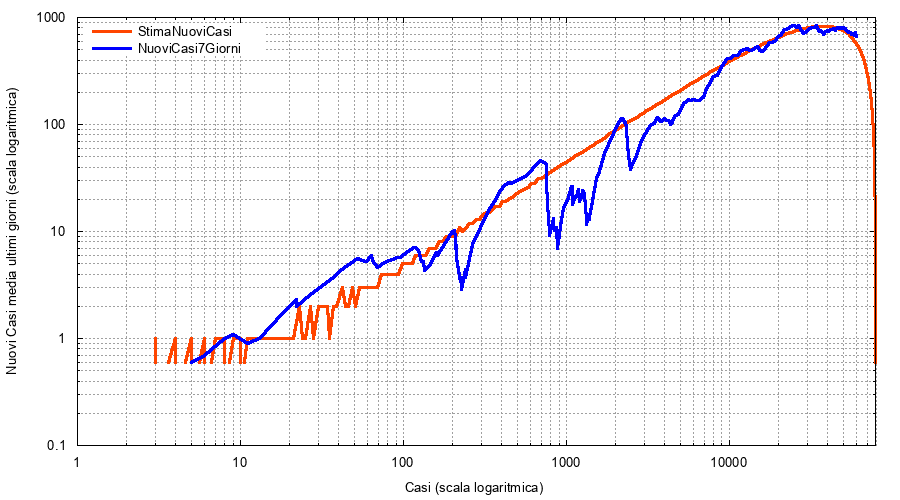 1000
StimaNuoviCasi
NuoviCasi7Giorni
100
10
1
0.1
Nuovi Casi media ultimi giorni (scala logaritmica)
1
10
100
1000
10000
Casi (scala logaritmica)